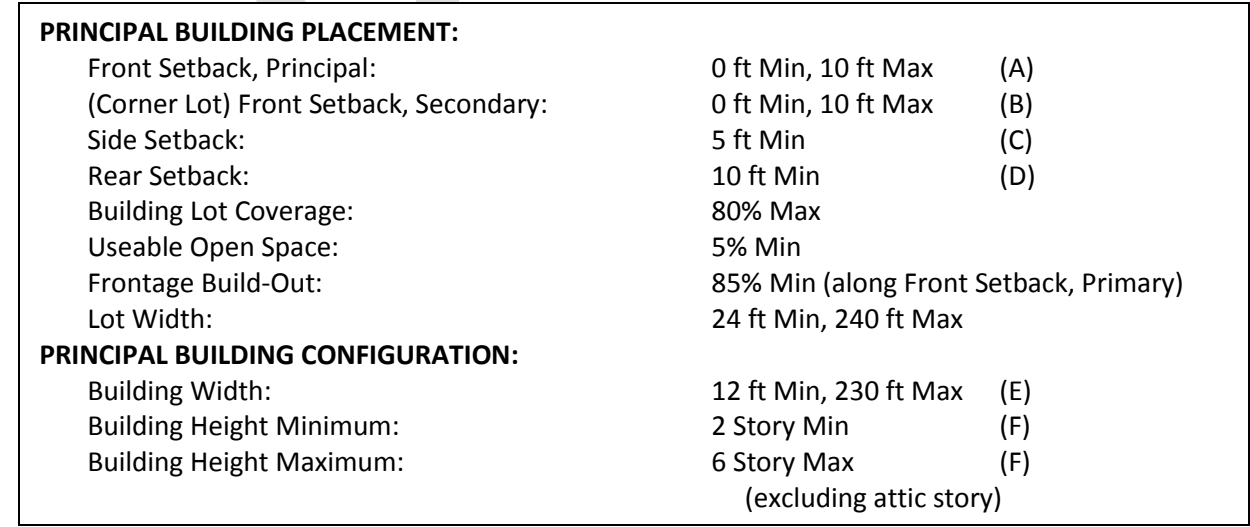 PRINCIPAL BUILDING PLACEMENT:
Front Setback, Principal: 0 ft Min, 10 ft Max (A)
(Corner Lot) Front Setback, Secondary: 0 ft Min, 10 ft Max (B)
Side Setback: 5 ft Min (C)
Rear Setback: 10 ft Min (D)
Building Lot Coverage: 80% Max
Useable Open Space: 5% Min
Frontage Build-Out: 85% Min (along Front Setback, Primary)
Lot Width: 24 ft Min, 240 ft Max
PRINCIPAL BUILDING CONFIGURATION:
Building Width: 12 ft Min, 230 ft Max (E)
Building Height Minimum: 2 Story Min (F)
Building Height Maximum: 6 Story Max (F)
(excluding attic story)